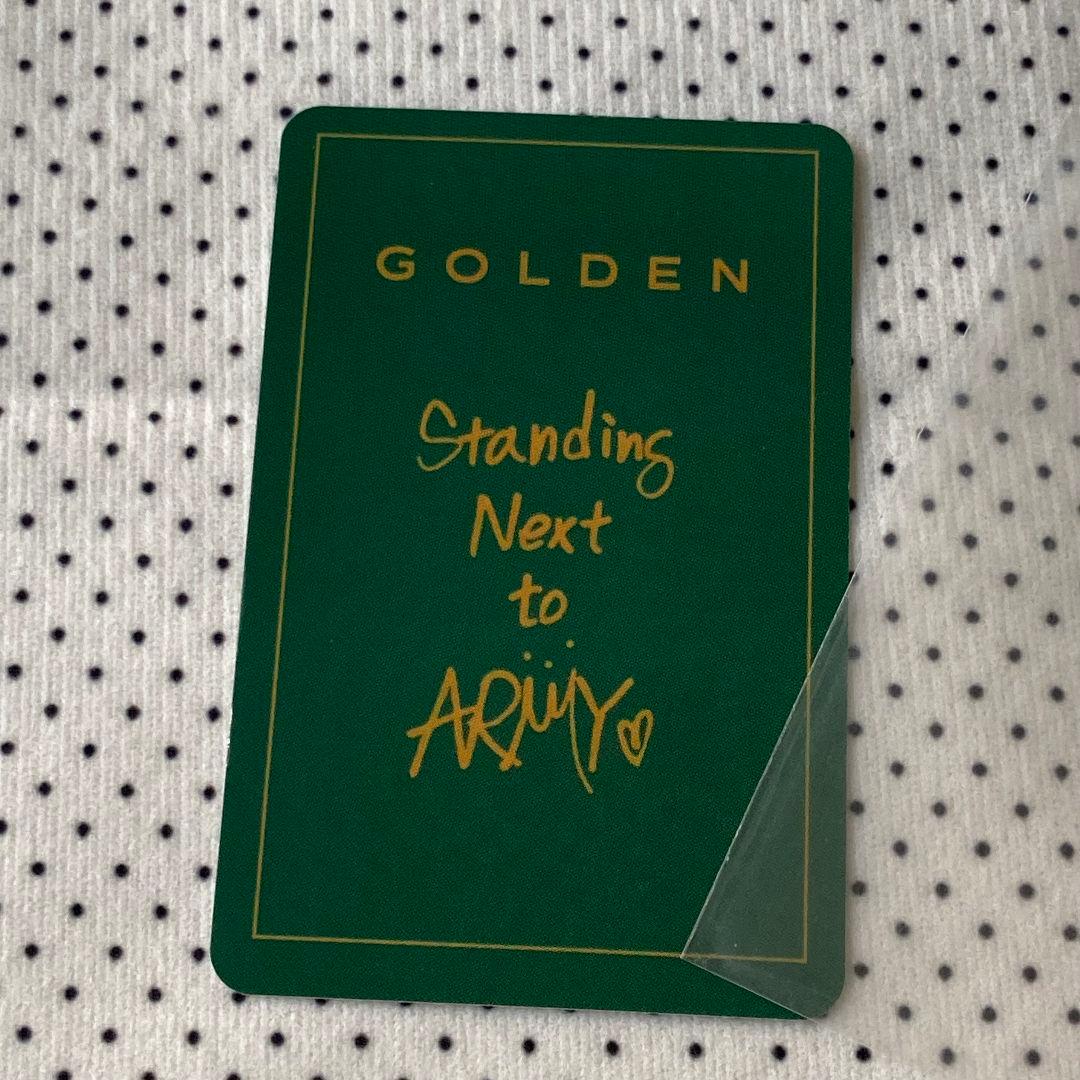 GOLDEN
Standing
Next
to
ARMY♡